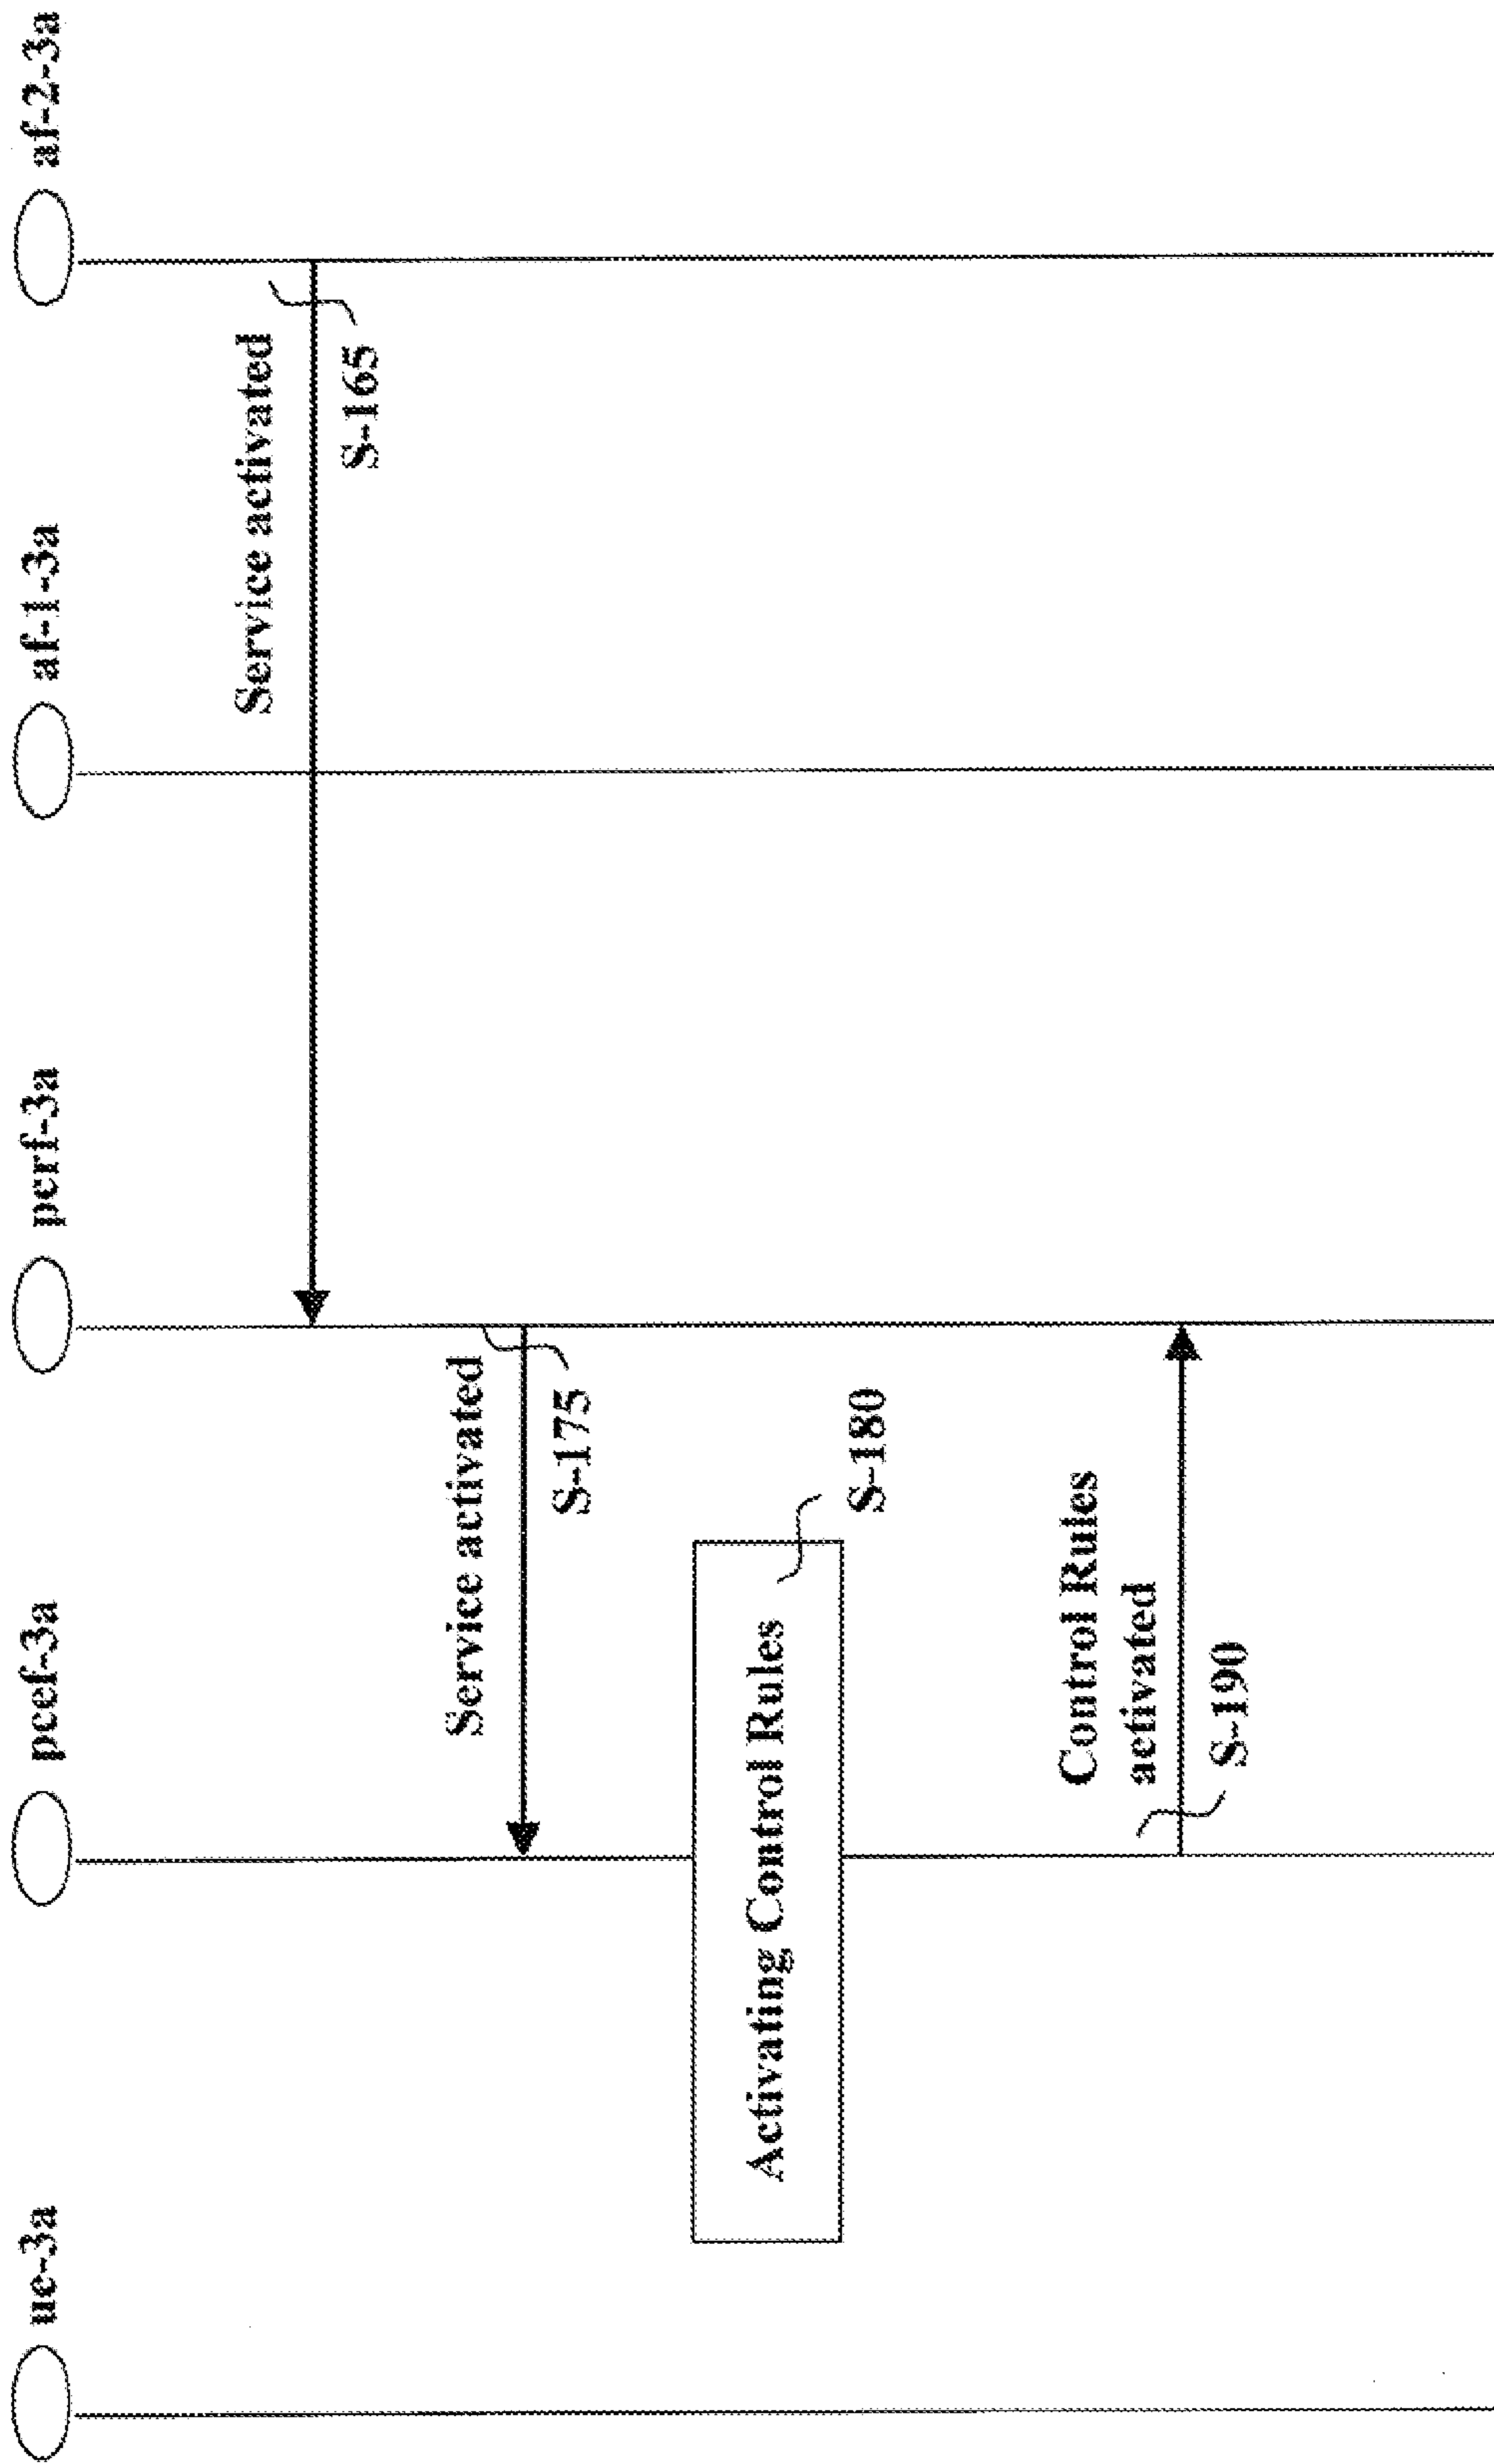 ue-3a
pcef-3a
pcrf-3a
af-1-3a
af-2-3a
Service activated
S-165
Service activated
S-175
Activating Control Rules
S-180
Control Rules
activated
S-190